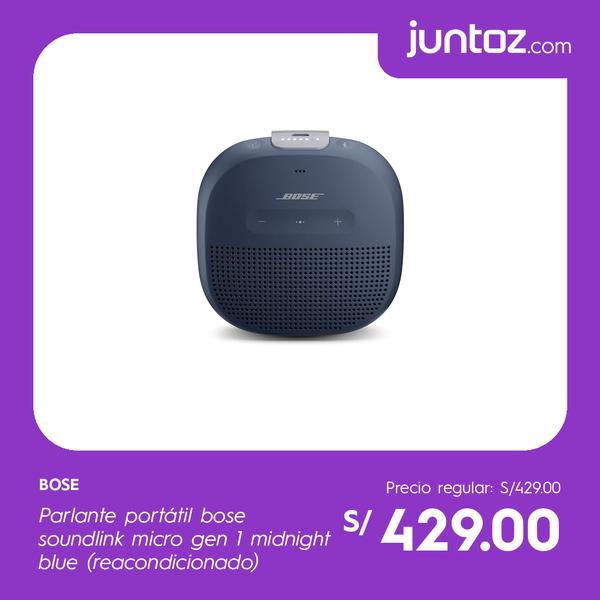 juntoz.com
BOSE
BOSE
Parlante portátil bose
soundlink micro gen 1 midnight
blue (reacondicionado)
Precio regular: S/429.00
S/ 429.00